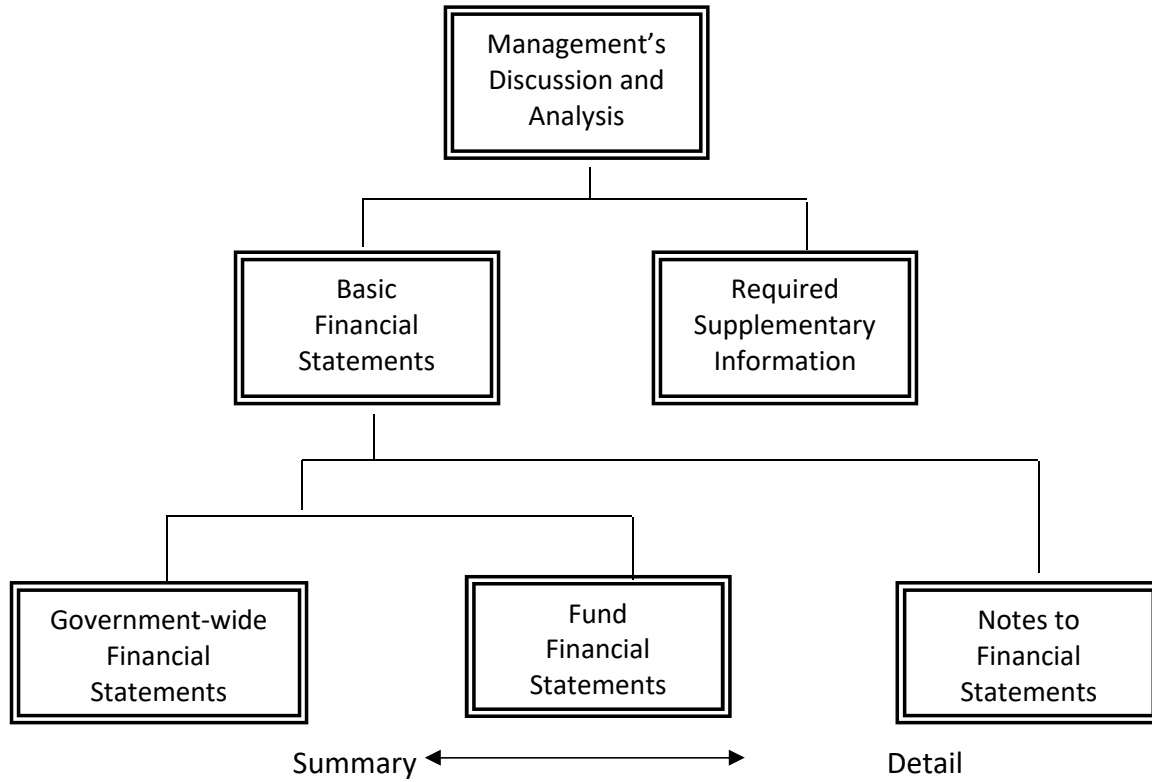 Management’s
Discussion and
Analysis
Basic
Financial
Statements
Required
Supplementary
Information
Government-wide
Financial
Statements
Fund
Financial
Statements
Notes to
Financial
Statements
Summary
Detail